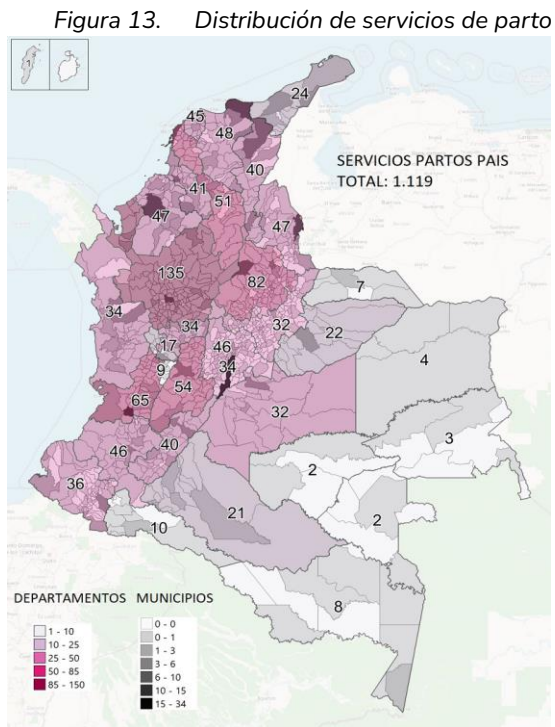 Figura 13. Distribución de servicios de parto
1
24
45
48
40
SERVICIOS PARTOS PAIS
TOTAL: 1.119
41
51
47
47
135
82
7
34
34
32
22
17
46
4
9
34
54
65
32
46
40
3
2
36
21
2
10
8
DEPARTAMENTOS
1 - 10
10 - 25
25 - 50
50 - 85
85 - 150
MUNICIPIOS
0 - 0
0 - 1
1 - 3
3 - 6
6 - 10
10 - 15
15 - 34